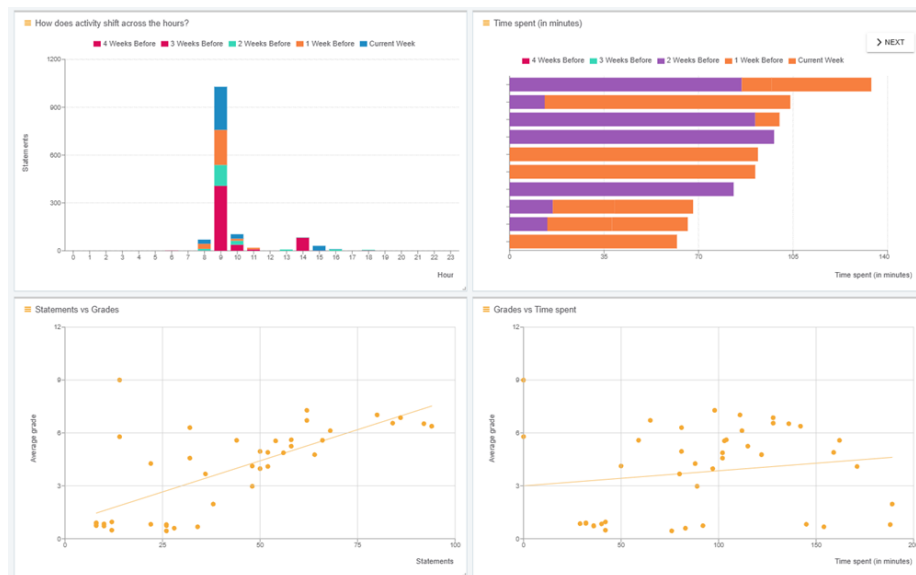 How does activity shift across the hours?
4 Weeks Before 3 Weeks Before 2 Weeks Before 1 Week Before Current Week
1200
900
600
300
0
Statements
0 1 2 3 4 5 6 7 8 9 10 11 12 13 14 15 16 17 18 19 20 21 22 23
Hour
Time spent (in minutes)
NEXT
4 Weeks Before 3 Weeks Before 2 Weeks Before 1 Week Before Current Week
0 35 70 105 140
Time spent (in minutes)
Statements vs Grades
12
9
6
3
0
Average grade
0 25 50 75 100
Statements
Grades vs Time spent
12
9
6
3
0
Average grade
0 50 100 150 200
Time spent (in minutes)